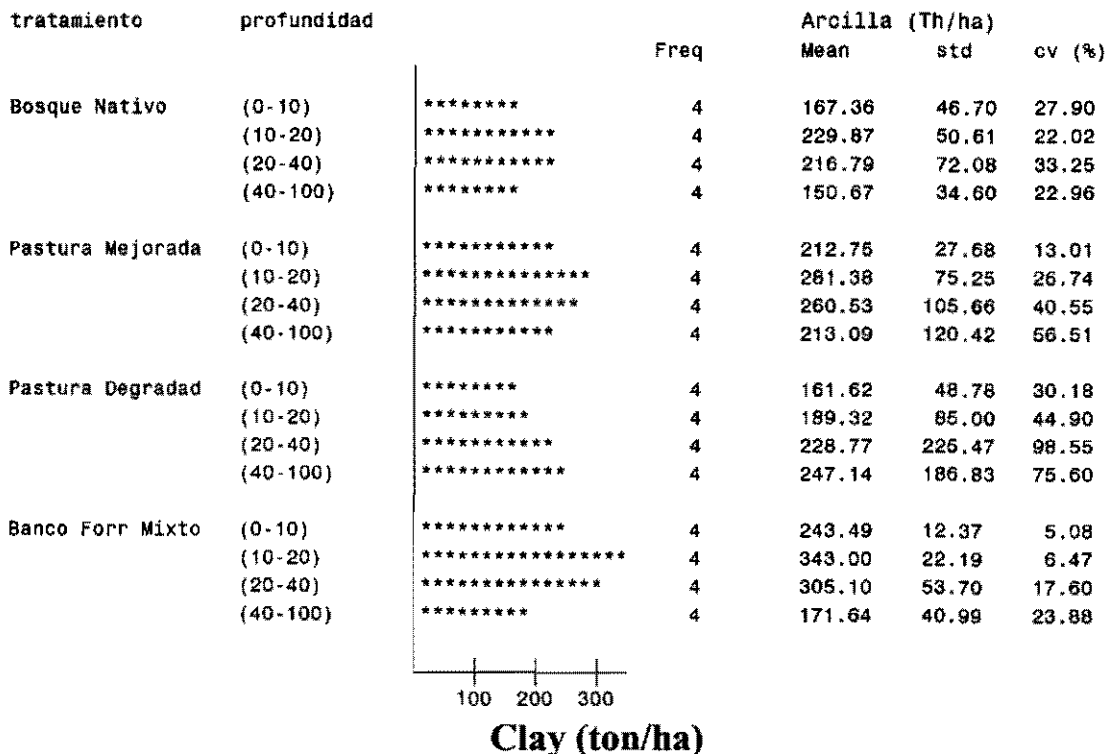 tratamiento profundidad Arcilla (Th/ha)
Freq Mean std cv (%)
Bosque Nativo (0-10) ******** 4 167.36 46.70 27.90
(10-20) *********** 4 229.87 50.61 22.02
(20-40) *********** 4 216.79 72.08 33.25
(40-100) ******** 4 150.67 34.60 22.96
Pastura Mejorada (0-10) *********** 4 212.75 27.68 13.01
(10-20) ************** 4 281.38 75.25 26.74
(20-40) ************* 4 260.53 105.66 40.55
(40-100) *********** 4 213.09 120.42 56.51
Pastura Degradad (0-10) ******** 4 161.62 48.78 30.18
(10-20) ********* 4 189.32 85.00 44.90
(20-40) *********** 4 228.77 225.47 98.55
(40-100) ************ 4 247.14 186.83 75.60
Banco Forr Mixto (0-10) ************ 4 243.49 12.37 5.08
(10-20) ***************** 4 343.00 22.19 6.47
(20-40) *************** 4 305.10 53.70 17.60
(40-100) ********* 4 171.64 40.99 23.88
100 200 300
Clay (ton/ha)